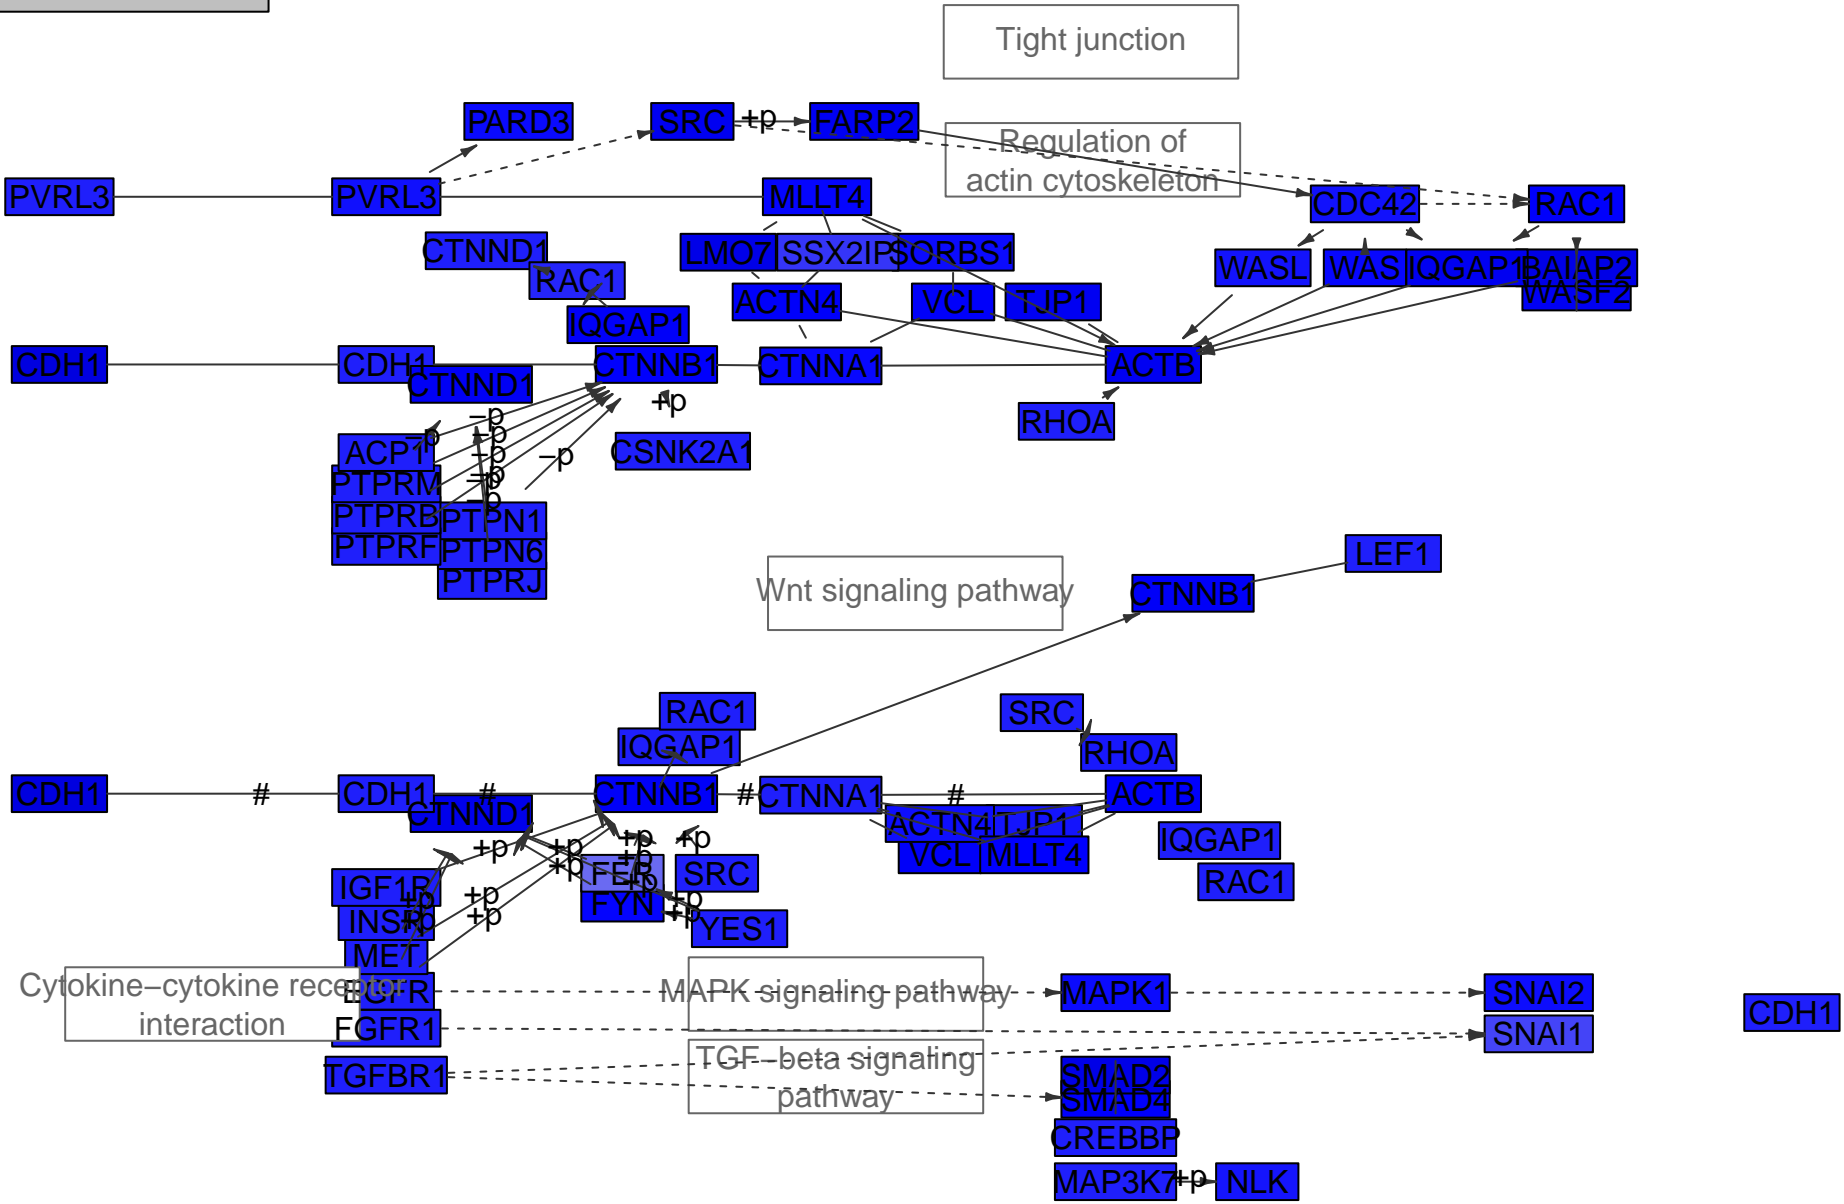 Tight junction
PARD3
SRC
+p
FARP2
Regulation of
actin cytoskeleton
PVRL3
PVRL3
MLLT4
CDC42
RAC1
CTNND1
LMO7
SSX2IP
SORBS1
WASL
WAS
IQGAP1
BAIAP2
WASF2
RAC1
ACTN4
VCL
TJP1
IQGAP1
CDH1
CDH1
CTNNB1
CTNNA1
ACTB
CTNND1
+p
RHOA
−p
−p
−p
−p
−p
−p
−p
−p
ACP1
CSNK2A1
PTPRM
PTPRB
PTPN1
PTPRF
PTPN6
PTPRJ
LEF1
Wnt signaling pathway
CTNNB1
RAC1
SRC
IQGAP1
RHOA
CDH1
#
CDH1
#
CTNNB1
#
CTNNA1
#
ACTB
CTNND1
ACTN4
TJP1
+p
+p
+p
+p
IQGAP1
VCL
MLLT4
+p
+p
FER
+p
SRC
RAC1
IGF1R
+p
+p
FYN
+p
INSR
+p
+p
+p
YES1
MET
Cytokine−cytokine receptor
interaction
EGFR
MAPK signaling pathway
MAPK1
SNAI2
CDH1
FGFR1
SNAI1
TGF−beta signaling
pathway
TGFBR1
SMAD2
SMAD4
CREBBP
MAP3K7
+p
NLK